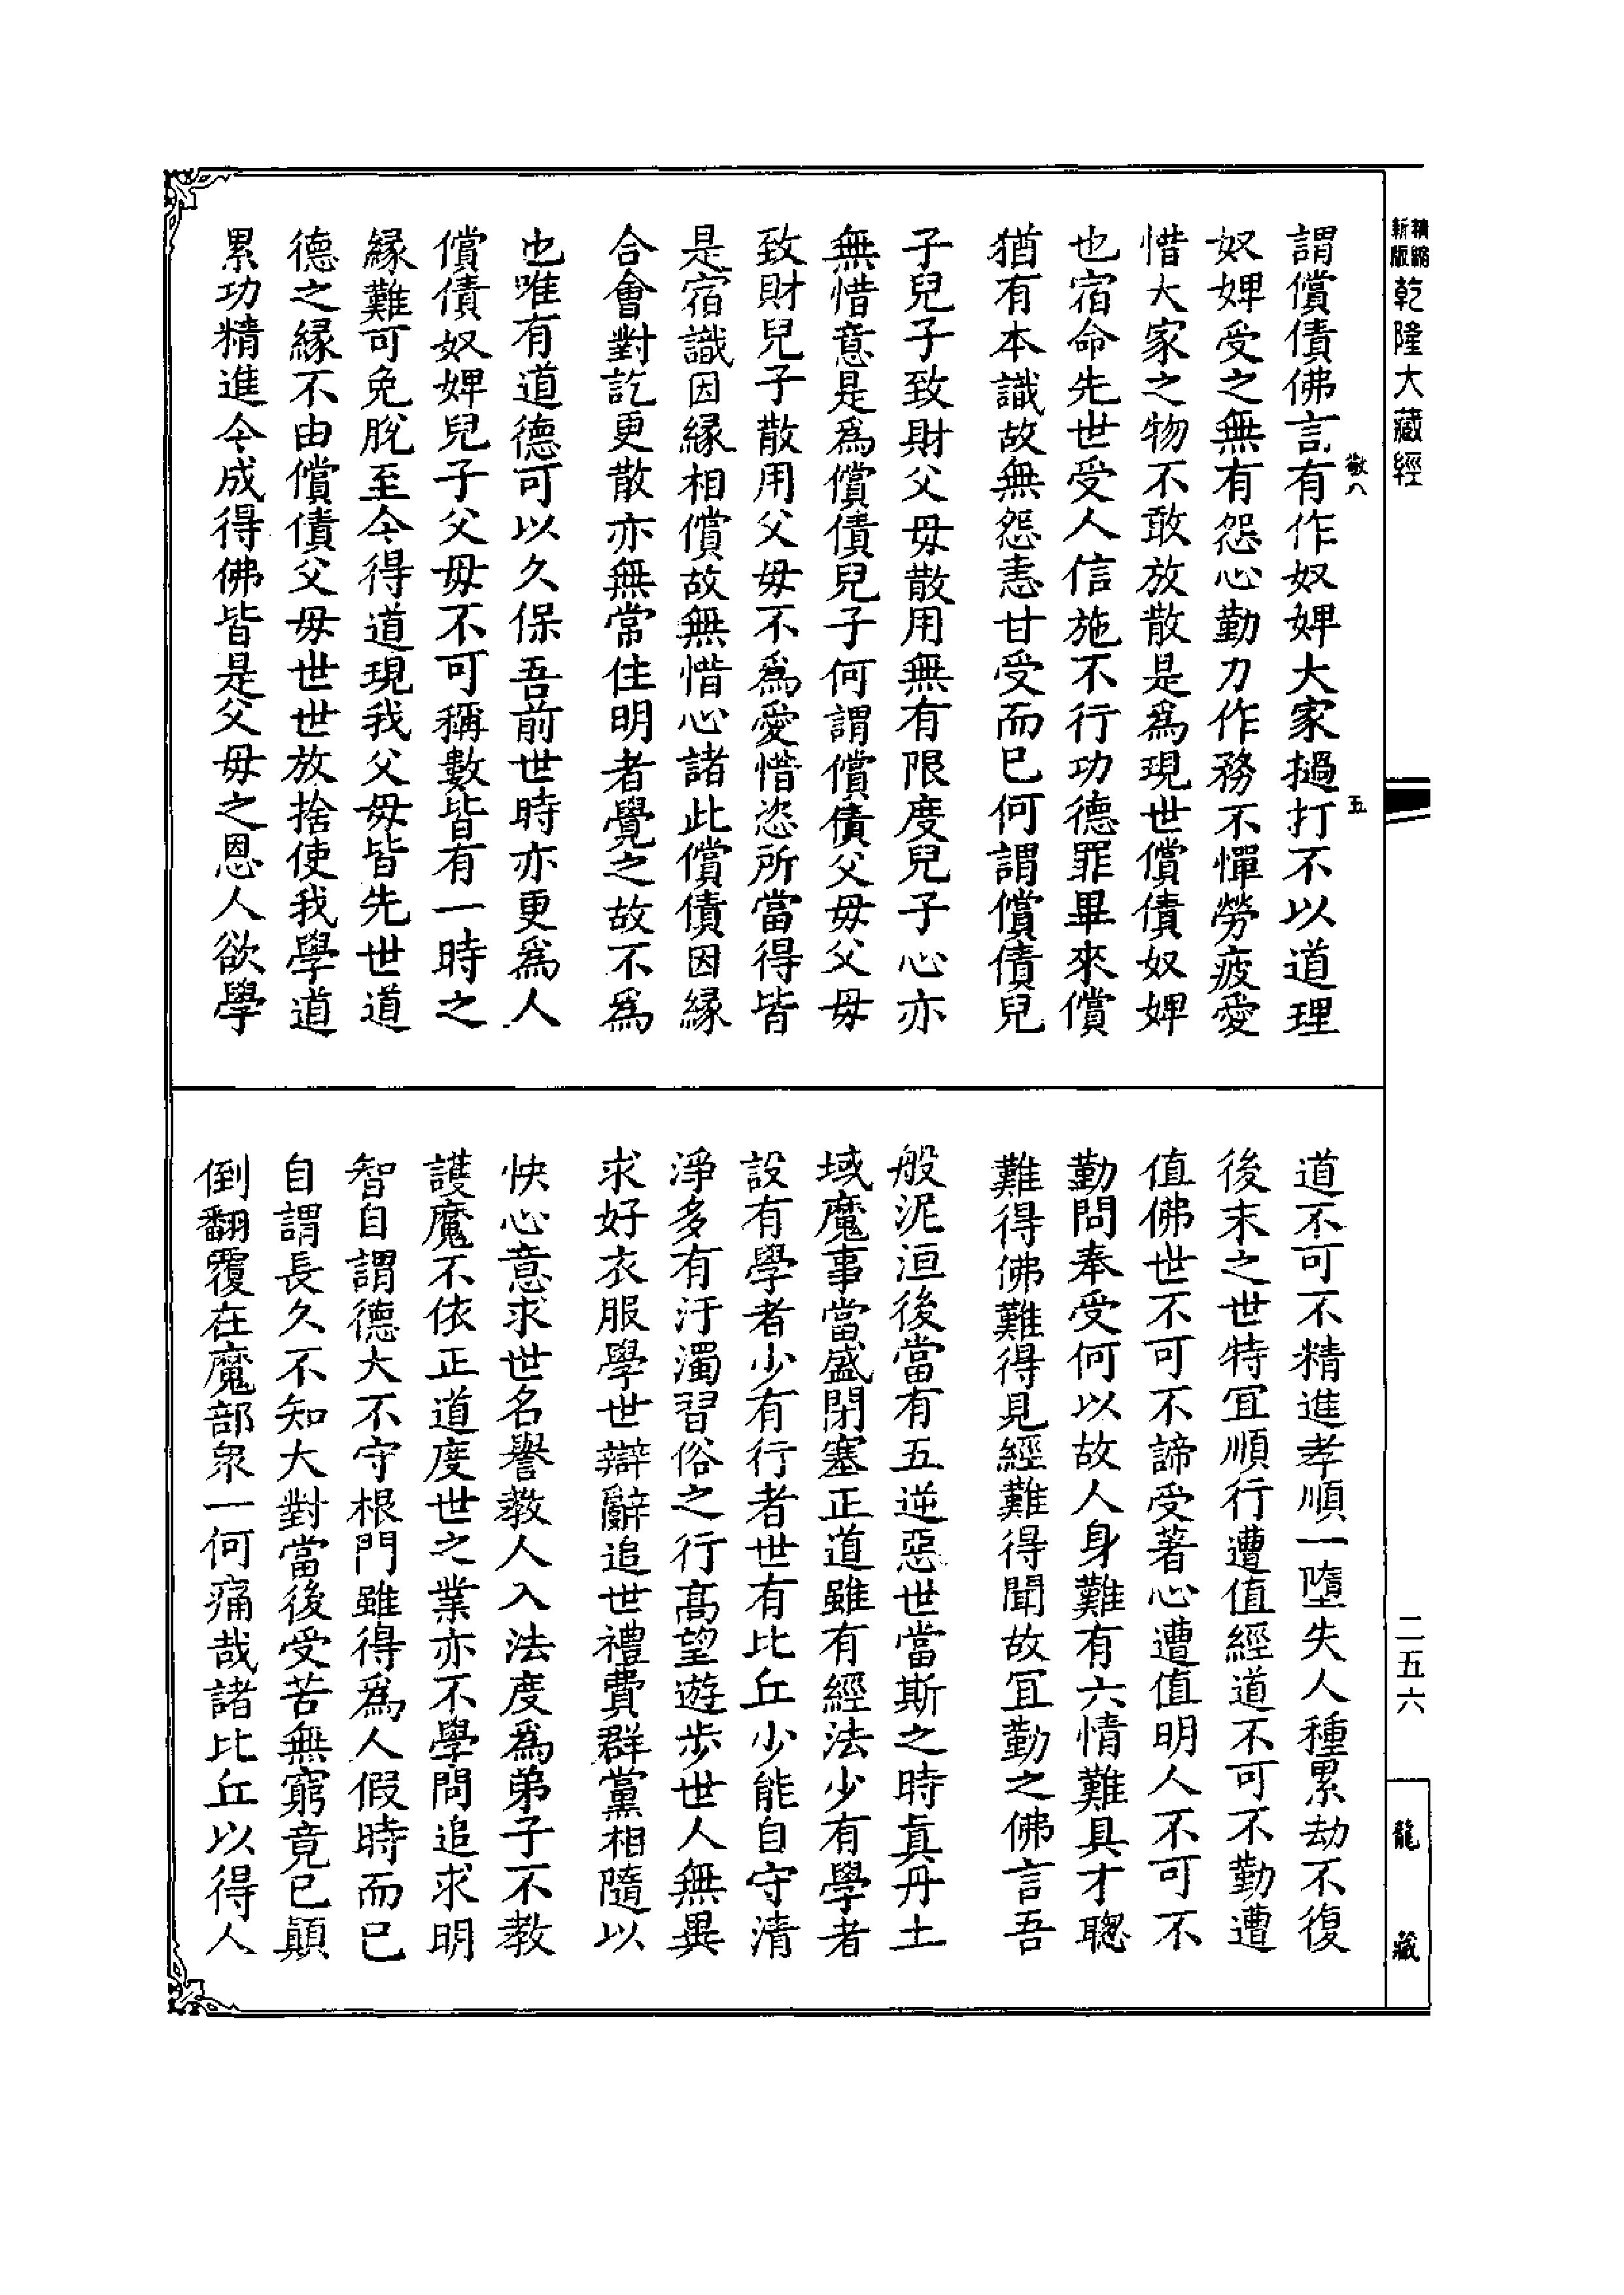 新版精縮乾隆大藏經
敬八 五
謂償債佛言有作奴婢大家撾打不以道理
奴婢受之無有怨心勤力作務不憚勞疲愛
惜大家之物不敢放散是爲現世償債奴婢
也宿命先世受人信施不行功德罪畢來償
猶有本識故無怨恚甘受而已何謂償債兒
子兒子致財父毋散用無有限度兒子心亦
無惜意是爲償債兒子何謂償債父毋父毋
致財兒子散用父毋不爲愛惜恣所當得皆
是宿識因緣相償故無惜心諸此償債因緣
合會對訖更散亦無常住明者覺之故不爲
也唯有道德可以久保吾前世時亦更爲人
償債奴婢兒子父毋不可稱數皆有一時之
緣難可免脫至今得道現我父毋皆先世道
德之緣不由償債父毋世世放捨使我學道
累功精進令成得佛皆是父毋之恩人欲學
道不可不精進孝順一墮失人種累劫不復
後末之世特冝順行遭值經道不可不勤遭
值佛世不可不諦受著心遭值明人不可不
勤問奉受何以故人身難有六情難具才聰
難得佛難得見經難得聞故冝勤之佛言吾
般泥洹後當有五逆惡世當斯之時眞丹土
域魔事當盛閉塞正道雖有經法少有學者
設有學者少有行者世有比丘少能自守清
淨多有汙濁習俗之行高望遊步世人無異
求好衣服學世辯辭追世禮費群黨相隨以
快心意求世名譽教人入法度爲弟子不教
護魔不依正道度世之業亦不學問追求明
智自謂德大不守根門雖得爲人假時而已
自謂長久不知大對當後受苦無窮竟已顛
倒翻覆在魔部衆一何痛哉諸比丘以得人
二五六
龍藏